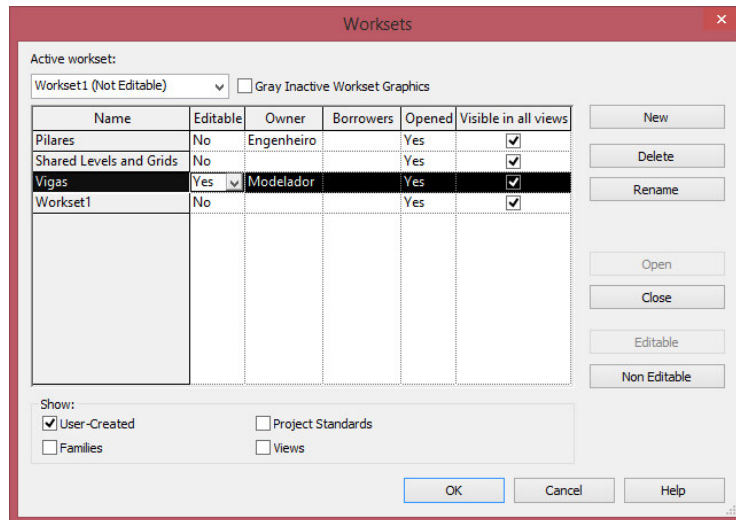 Worksets
Active workset:
Workset1 (Not Editable) Gray Inactive Workset Graphics
Name Editable Owner Borrowers Opened Visible in all views
Pilares No Engenheiro Yes
Shared Levels and Grids No Yes
Vigas Yes Modelador Yes
Workset1 No Yes
New
Delete
Rename
Open
Close
Editable
Non Editable
Show:
User-Created Project Standards
Families Views
OK Cancel Help